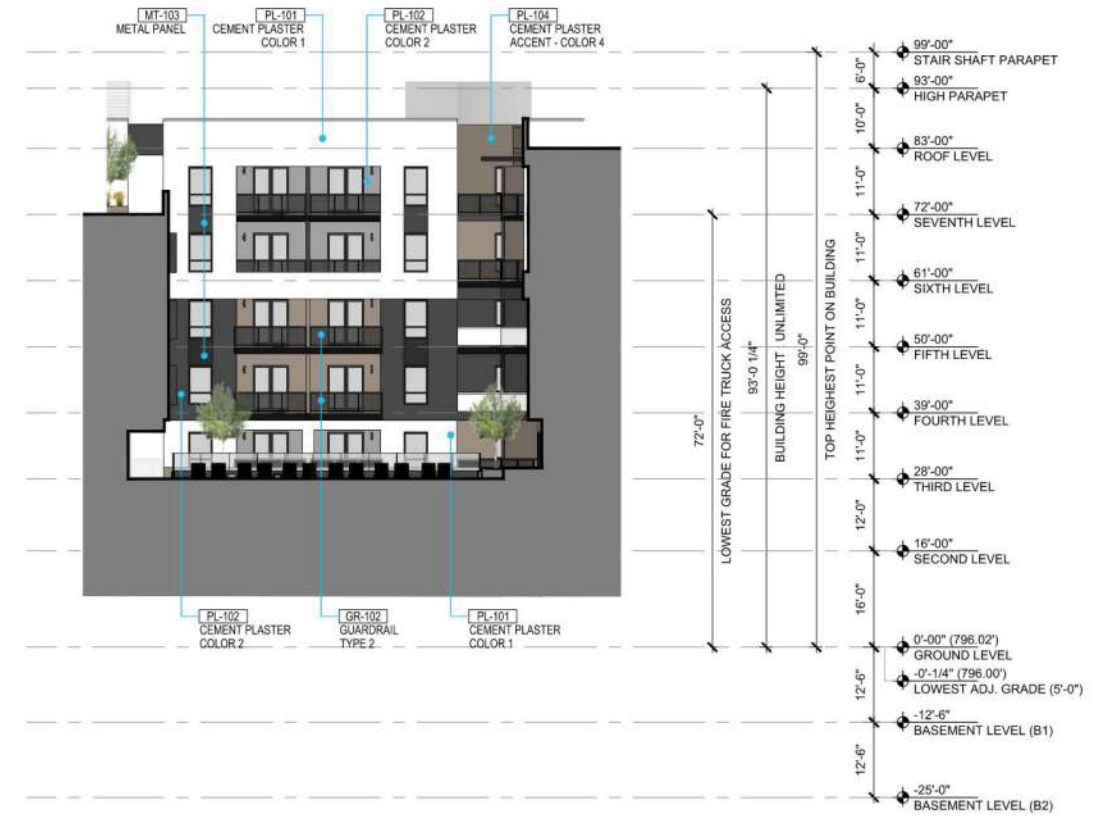 MT-103
METAL PANEL
PL-101
CEMENT PLASTER
COLOR 1
PL-102
CEMENT PLASTER
COLOR 2
PL-104
CEMENT PLASTER
ACCENT - COLOR 4
99'-00"
STAIR SHAFT PARAPET
6'-0"
93'-00"
HIGH PARAPET
10'-0"
83'-00"
ROOF LEVEL
11'-0"
72'-00"
SEVENTH LEVEL
11'-0"
61'-00"
SIXTH LEVEL
11'-0"
50'-00"
FIFTH LEVEL
11'-0"
39'-00"
FOURTH LEVEL
11'-0"
28'-00"
THIRD LEVEL
12'-0"
16'-00"
SECOND LEVEL
16'-0"
0'-00" (796.02')
GROUND LEVEL
-0'-1/4" (796.00')
LOWEST ADJ. GRADE (5'-0")
12'-6"
-12'-6"
BASEMENT LEVEL (B1)
12'-6"
-25'-0"
BASEMENT LEVEL (B2)
72'-0"
LOWEST GRADE FOR FIRE TRUCK ACCESS
93'-0 1/4"
BUILDING HEIGHT UNLIMITED
99'-0"
TOP HEIGHEST POINT ON BUILDING
PL-102
CEMENT PLASTER
COLOR 2
GR-102
GUARDRAIL
TYPE 2
PL-101
CEMENT PLASTER
COLOR 1